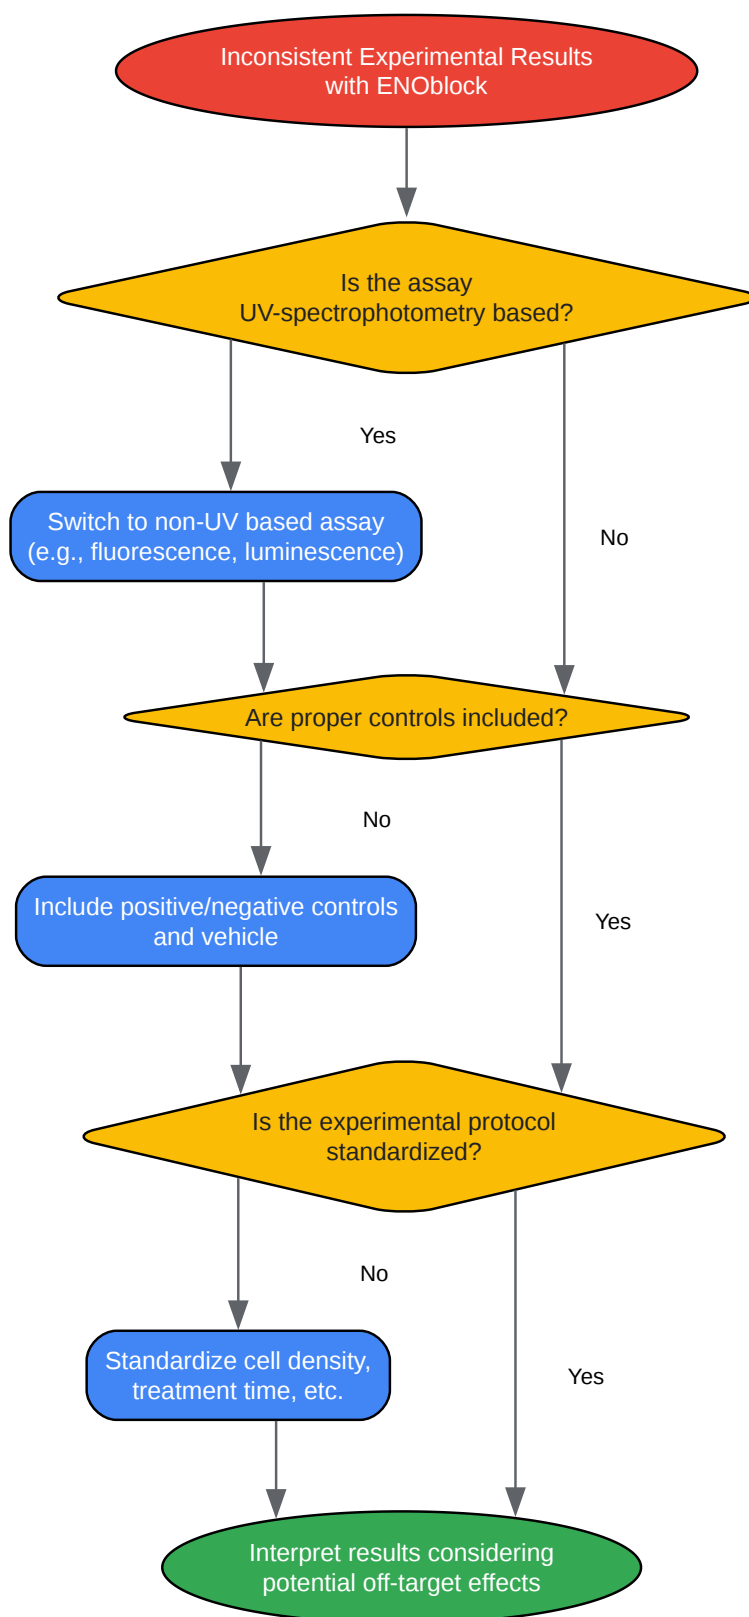 Inconsistent Experimental Results
with ENOblock
Is the assay
UV-spectrophotometry based?
Yes
Switch to non-UV based assay
(e.g., fluorescence, luminescence)
No
Are proper controls included?
No
Include positive/negative controls
and vehicle
Yes
Is the experimental protocol
standardized?
No
Standardize cell density,
treatment time, etc.
Yes
Interpret results considering
potential off-target effects